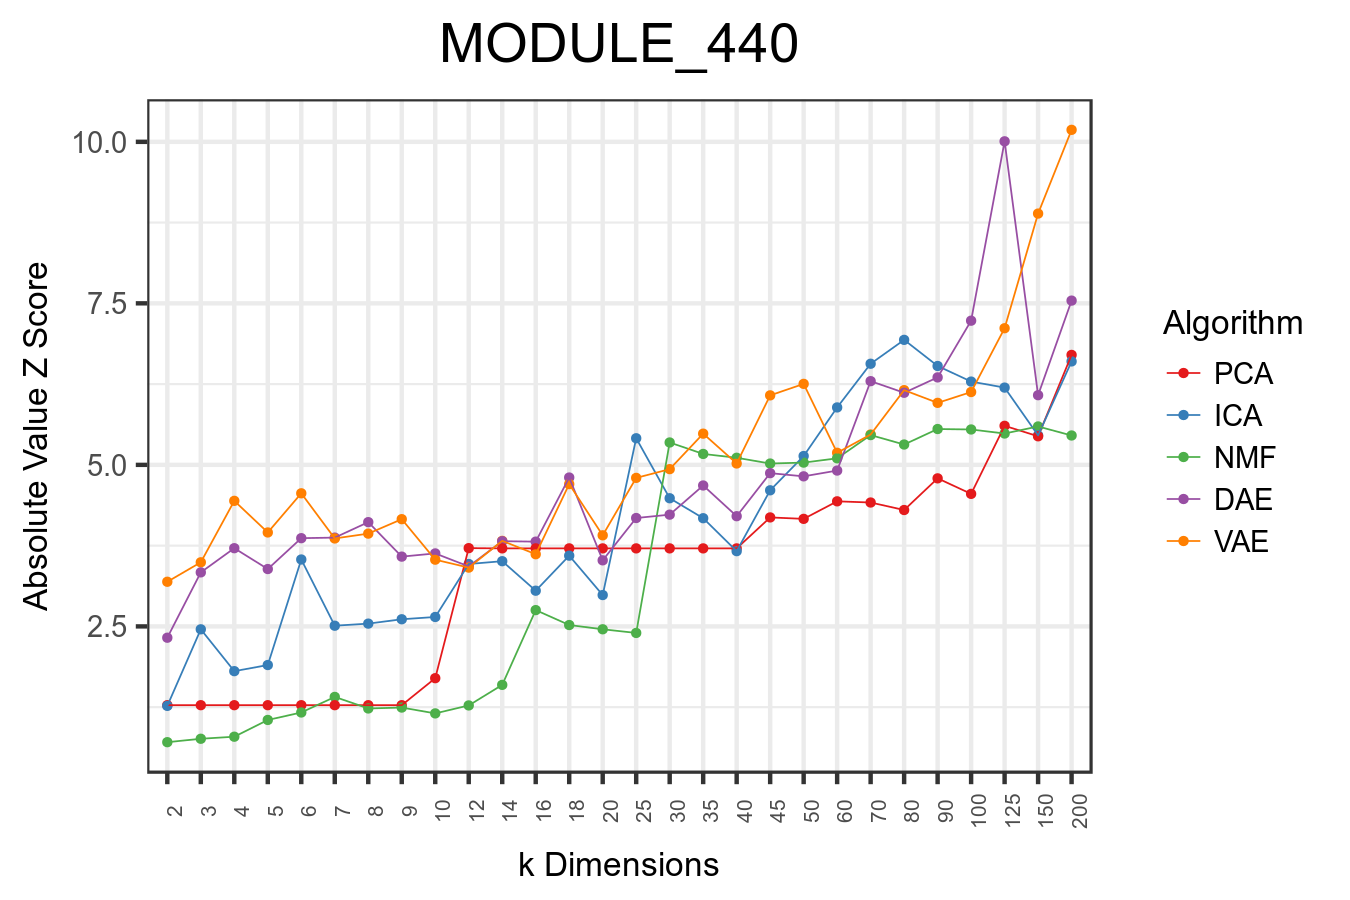 MODULE_440
Absolute Value Z Score
10.0
7.5
5.0
2.5
2 3 4 5 6 7 8 9 10 12 14 16 18 20 25 30 35 40 45 50 60 70 80 90 100 125 150 200
k Dimensions
Algorithm
PCA
ICA
NMF
DAE
VAE